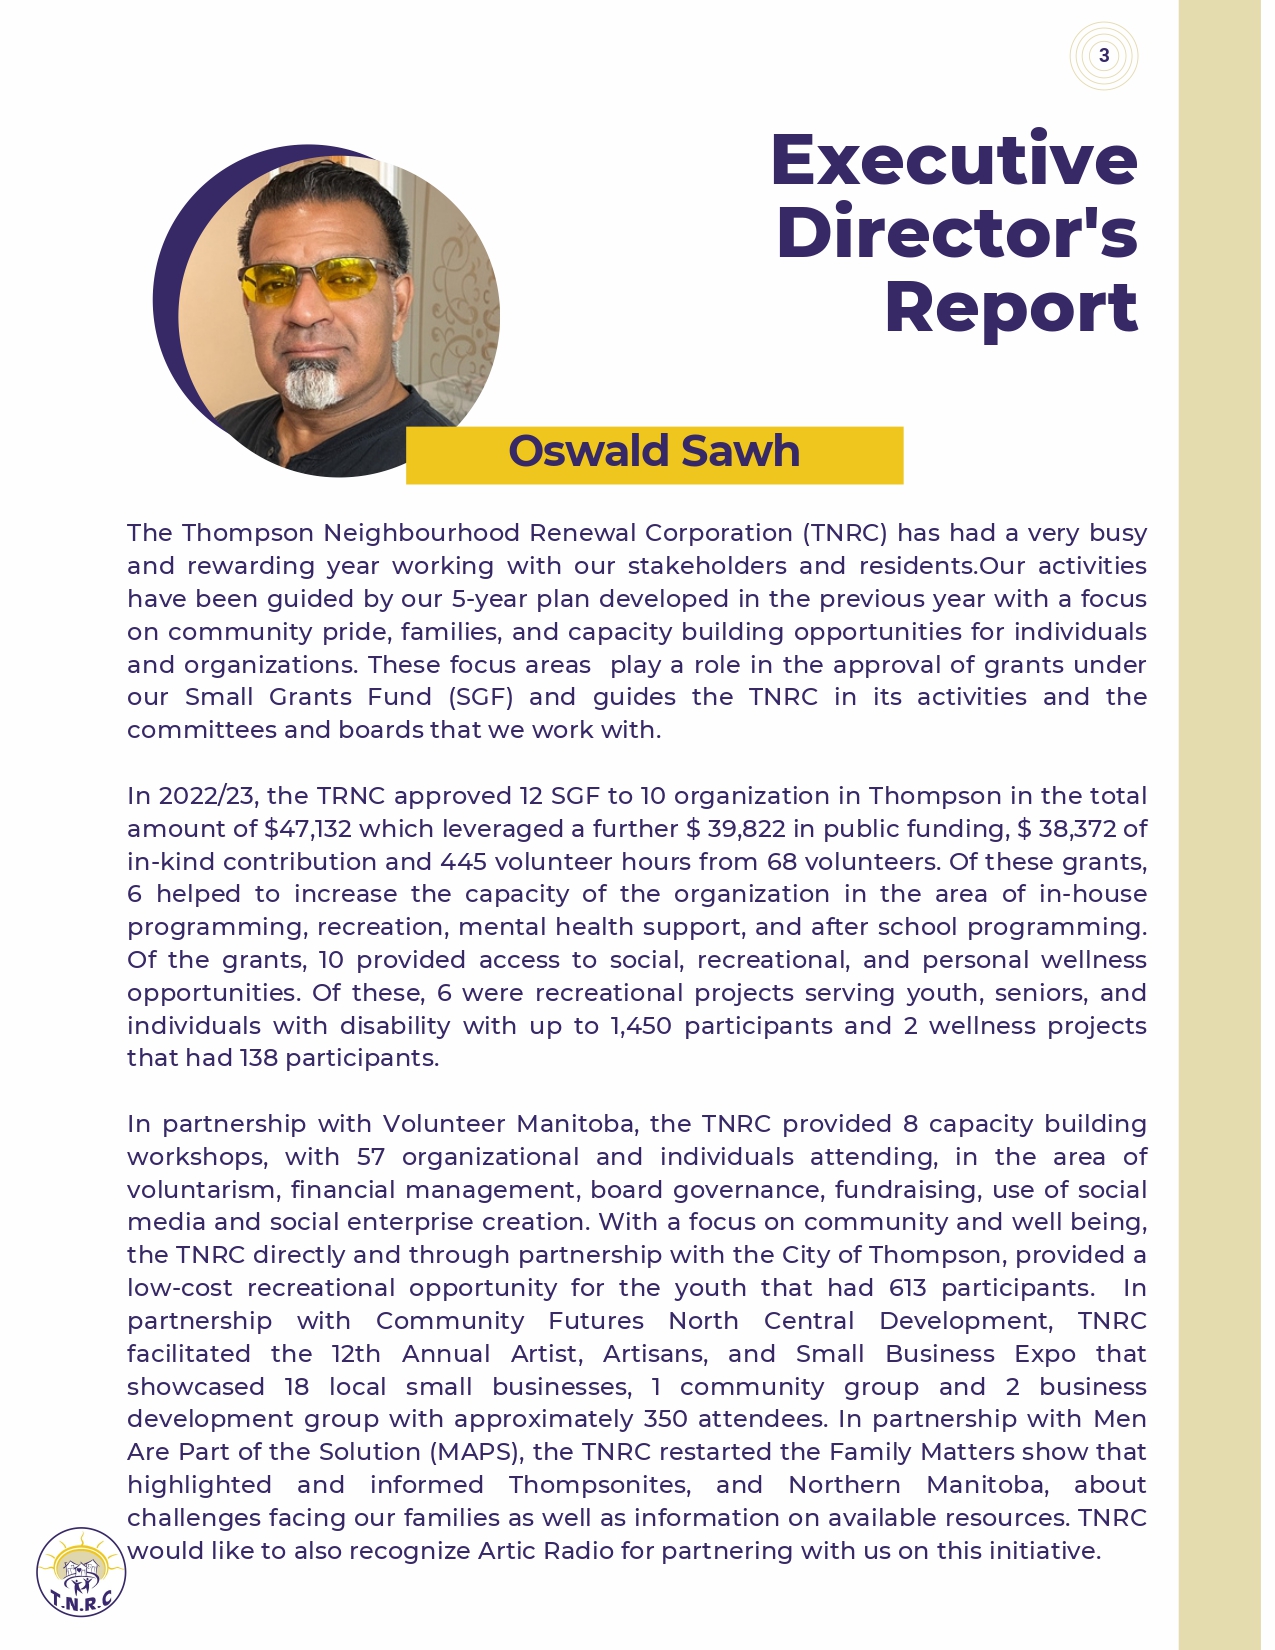 3
Executive
Director's
Report
Oswald Sawh
The Thompson Neighbourhood Renewal Corporation (TNRC) has had a very busy
and rewarding year working with our stakeholders and residents.Our activities
have been guided by our 5-year plan developed in the previous year with a focus
on community pride, families, and capacity building opportunities for individuals
and organizations. These focus areas  play a role in the approval of grants under
our Small Grants Fund (SGF) and guides the TNRC in its activities and the
committees and boards that we work with.
In 2022/23, the TRNC approved 12 SGF to 10 organization in Thompson in the total
amount of $47,132 which leveraged a further $ 39,822 in public funding, $ 38,372 of
in-kind contribution and 445 volunteer hours from 68 volunteers. Of these grants,
6 helped to increase the capacity of the organization in the area of in-house
programming, recreation, mental health support, and after school programming.
Of the grants, 10 provided access to social, recreational, and personal wellness
opportunities. Of these, 6 were recreational projects serving youth, seniors, and
individuals with disability with up to 1,450 participants and 2 wellness projects
that had 138 participants.
In partnership with Volunteer Manitoba, the TNRC provided 8 capacity building
workshops, with 57 organizational and individuals attending, in the area of
voluntarism, financial management, board governance, fundraising, use of social
media and social enterprise creation. With a focus on community and well being,
the TNRC directly and through partnership with the City of Thompson, provided a
low-cost recreational opportunity for the youth that had 613 participants.  In
partnership with Community Futures North Central Development, TNRC
facilitated the 12th Annual Artist, Artisans, and Small Business Expo that
showcased 18 local small businesses, 1 community group and 2 business
development group with approximately 350 attendees. In partnership with Men
Are Part of the Solution (MAPS), the TNRC restarted the Family Matters show that
highlighted and informed Thompsonites, and Northern Manitoba, about
challenges facing our families as well as information on available resources. TNRC
would like to also recognize Artic Radio for partnering with us on this initiative.
T.N.R.C